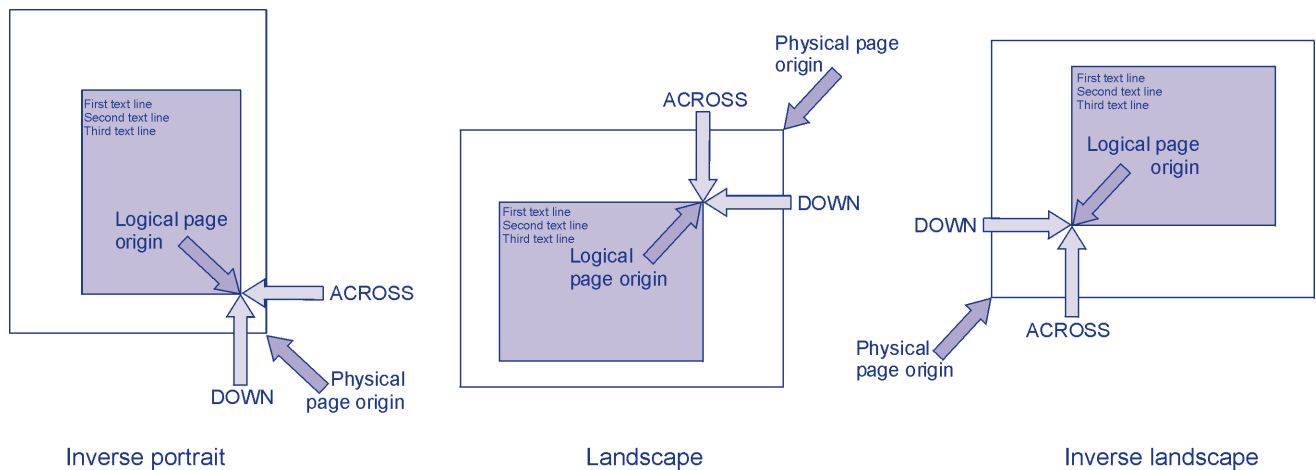 First text line
Second text line
Third text line
Logical page
origin
ACROSS
DOWN
Physical
page origin
Inverse portrait
Physical page
origin
ACROSS
DOWN
First text line
Second text line
Third text line
Logical
page origin
Landscape
First text line
Second text line
Third text line
Logical page
origin
DOWN
ACROSS
Physical
page origin
Inverse landscape